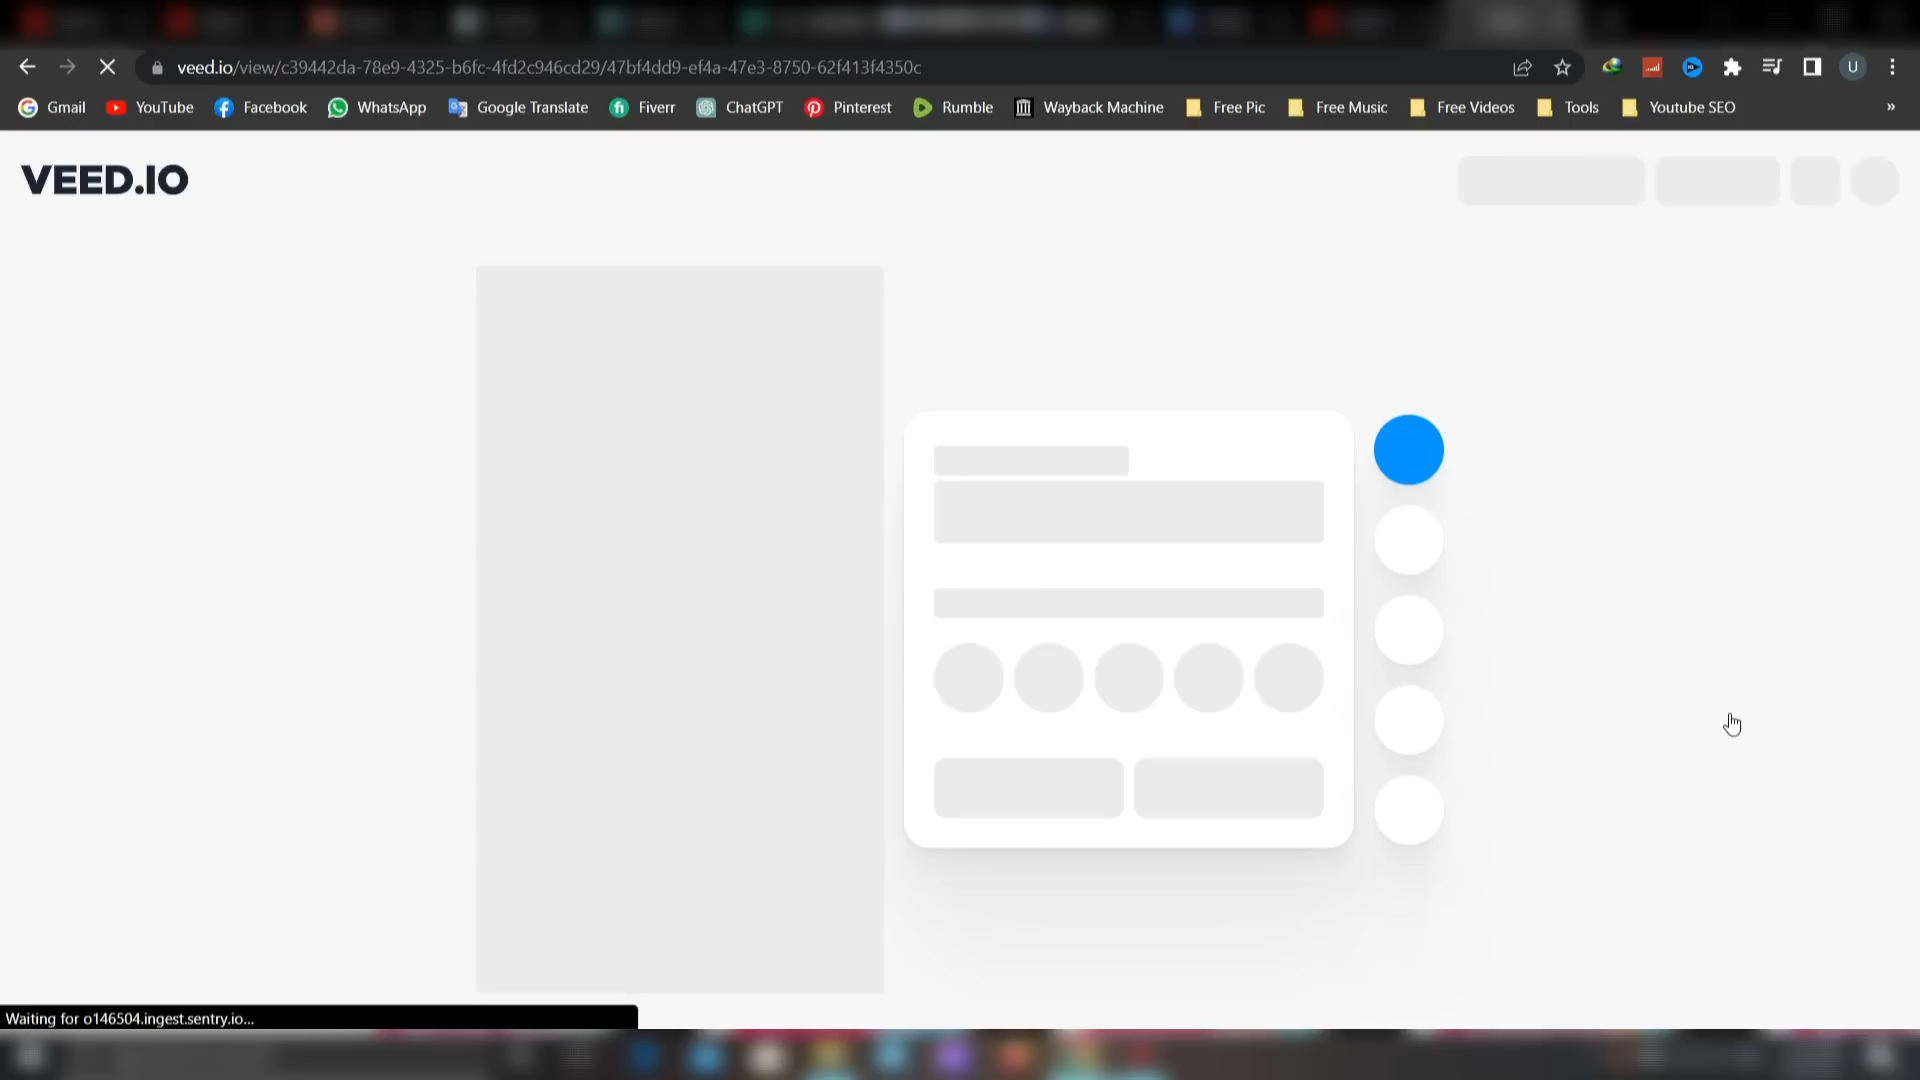 veed.io/view/c39442da-78e9-4325-b6fc-4fd2c946cd29/47bf4dd9-ef4a-47e3-8750-62f413f4350c
U
Gmail YouTube Facebook WhatsApp Google Translate Fiverr ChatGPT Pinterest Rumble Wayback Machine Free Pic Free Music Free Videos Tools Youtube SEO »
VEED.IO
Waiting for o146504.ingest.sentry.io...